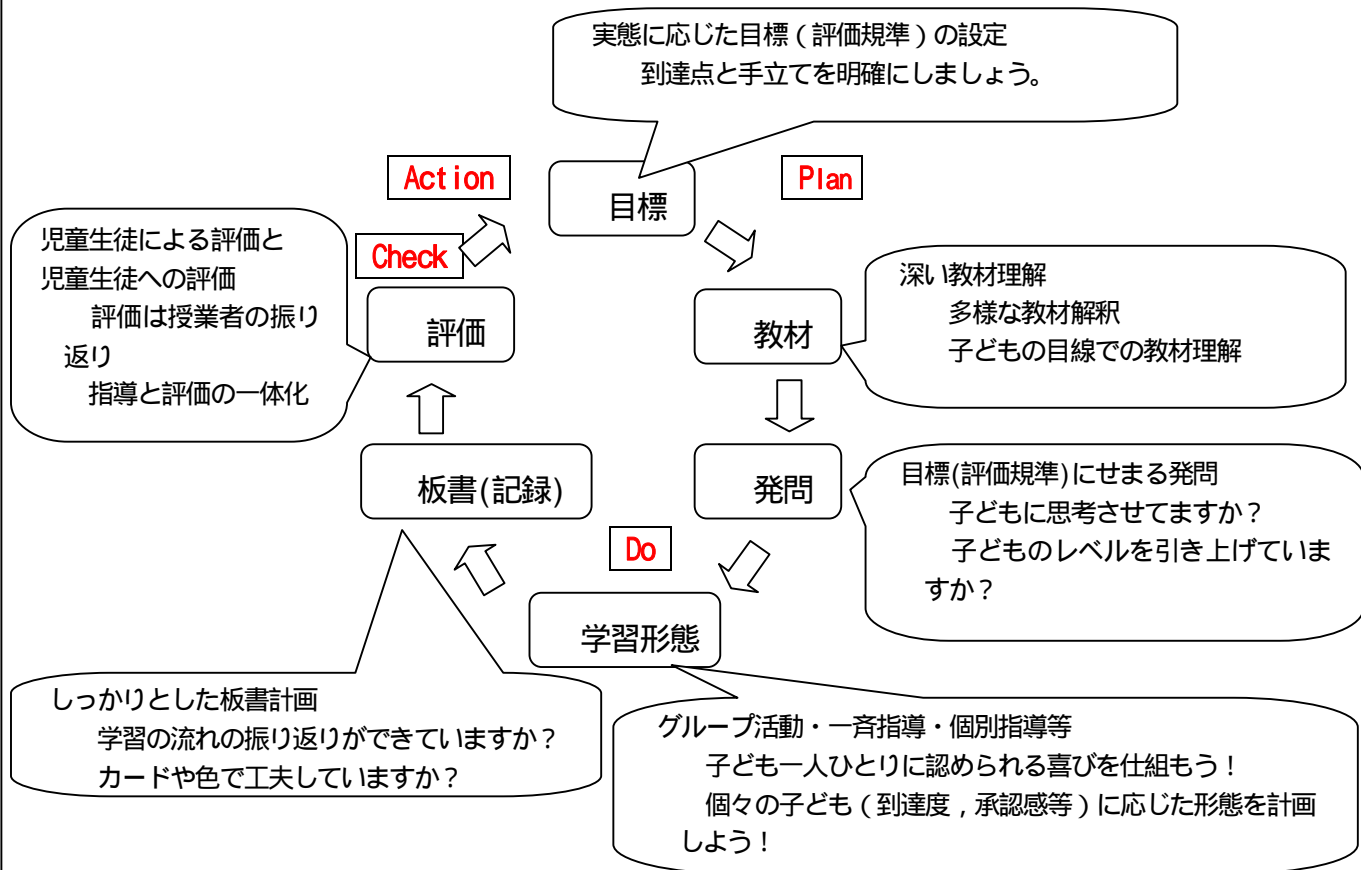 実態に応じた目標（評価規準）の設定
到達点と手立てを明確にしましょう。
Action
Plan
目標
児童生徒による評価と
児童生徒への評価
評価は授業者の振り
返り
指導と評価の一体化
Check
評価
教材
深い教材理解
多様な教材解釈
子どもの目線での教材理解
板書(記録)
発問
目標(評価規準)にせまる発問
子どもに思考させてますか？
子どものレベルを引き上げていま
すか？
Do
学習形態
しっかりとした板書計画
学習の流れの振り返りができていますか？
カードや色で工夫していますか？
グループ活動・一斉指導・個別指導等
子ども一人ひとりに認められる喜びを仕組もう！
個々の子ども（到達度，承認感等）に応じた形態を計画
しよう！